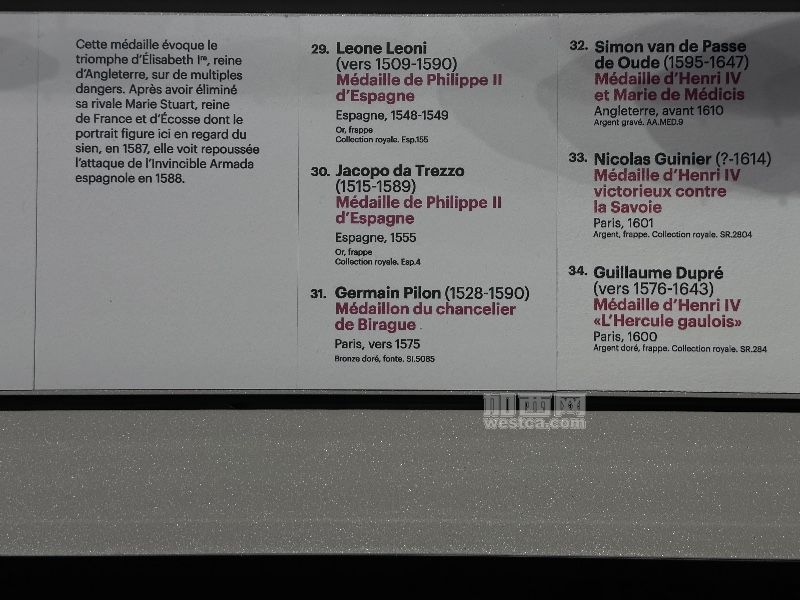 Cette médaille évoque le
triomphe d'Élisabeth Iʳᵉ, reine
d'Angleterre, sur de multiples
dangers. Après avoir éliminé
sa rivale Marie Stuart, reine
de France et d'Écosse dont le
portrait figure ici en regard du
sien, en 1587, elle voit repoussée
l'attaque de l'Invincible Armada
espagnole en 1588.
29. Leone Leoni
(vers 1509-1590)
Médaille de Philippe II
d'Espagne
Espagne, 1548-1549
Or, frappe
Collection royale. Esp.155
30. Jacopo da Trezzo
(1515-1589)
Médaille de Philippe II
d'Espagne
Espagne, 1555
Or, frappe
Collection royale. Esp.4
31. Germain Pilon (1528-1590)
Médaillon du chancelier
de Birague
Paris, vers 1575
Bronze doré, fonte. SI.5085
32. Simon van de Passe
de Oude (1595-1647)
Médaille d'Henri IV
et Marie de Médicis
Angleterre, avant 1610
Argent gravé. AA.MED.9
33. Nicolas Guinier (?-1614)
Médaille d'Henri IV
victorieux contre
la Savoie
Paris, 1601
Argent, frappe. Collection royale. SR.2804
34. Guillaume Dupré
(vers 1576-1643)
Médaille d'Henri IV
«L'Hercule gaulois»
Paris, 1600
Argent doré, frappe. Collection royale. SR.284
加西网
westca.com